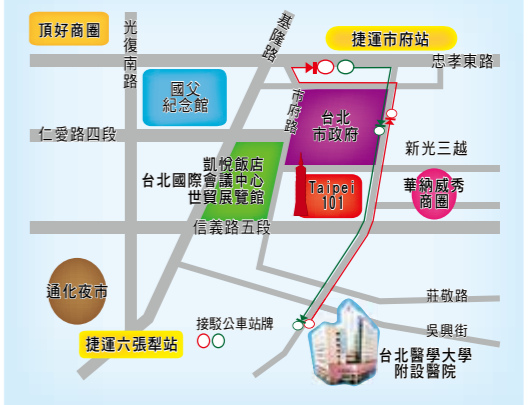 頂好商圈
光復南路
基隆路
捷運市府站
忠孝東路
國父
紀念館
市府路
台北
市政府
仁愛路四段
新光三越
凱悅飯店
台北國際會議中心
世貿展覽館
Taipei
101
華納威秀
商圈
信義路五段
通化夜市
莊敬路
接駁公車站牌
吳興街
捷運六張犁站
台北醫學大學
附設醫院